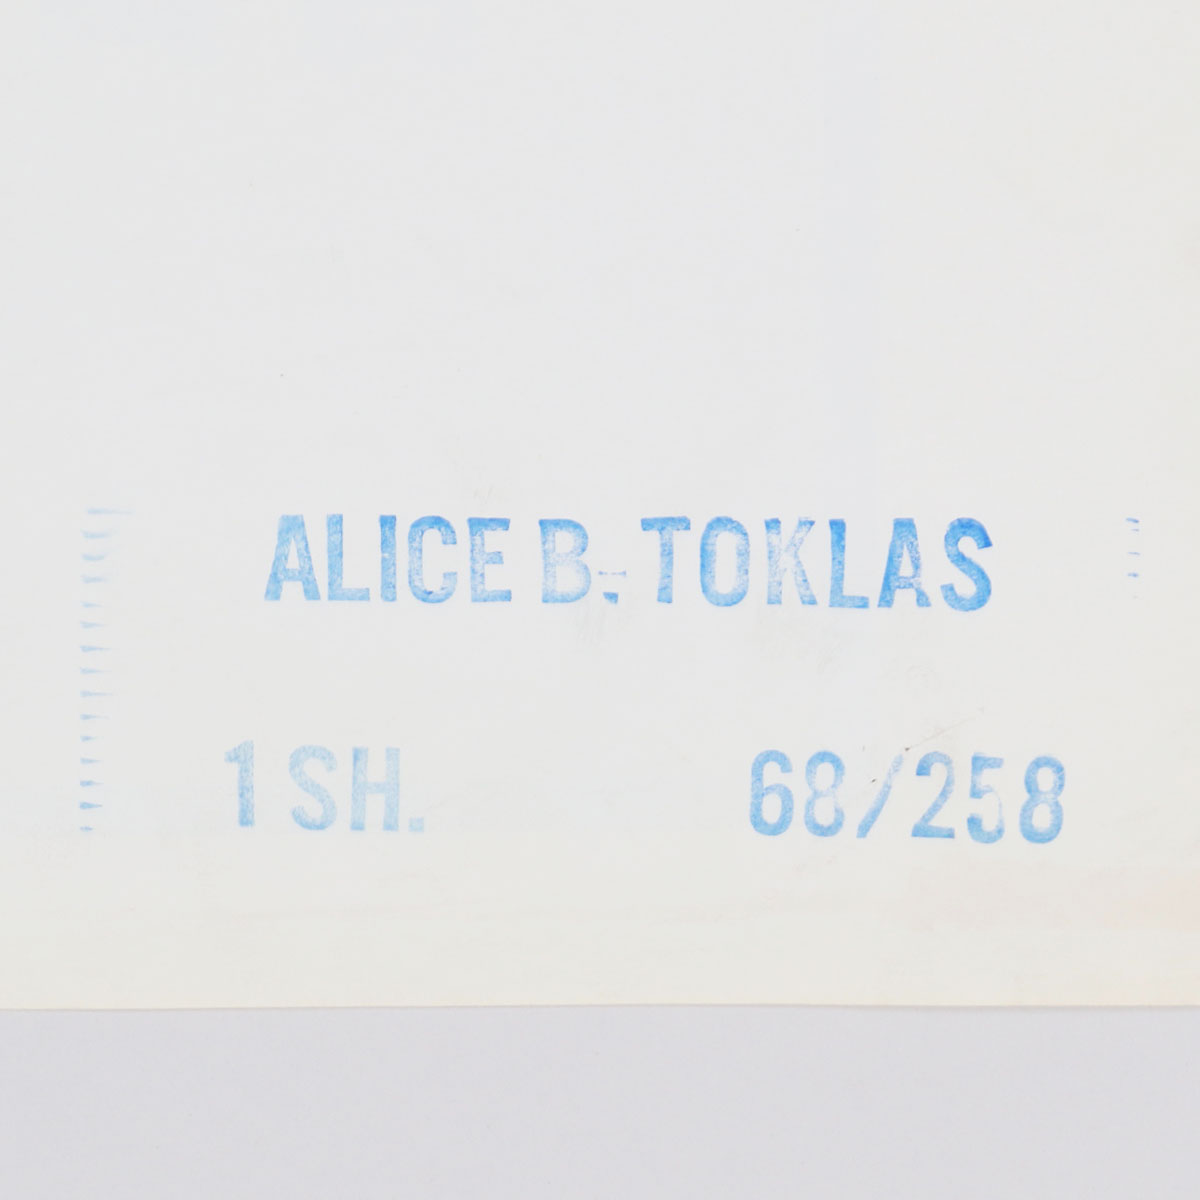 ALICE B. TOKLAS
1 SH. 68/258